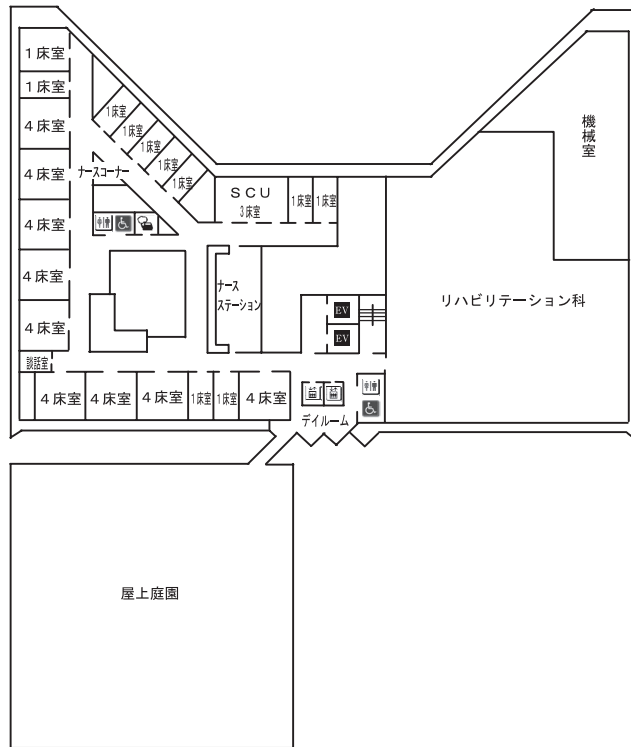 1床室
1床室
4床室
4床室
4床室
4床室
4床室
談話室
ナースコーナー
1床室
1床室
1床室
1床室
1床室
SCU
3床室
1床室
1床室
ナース
ステーション
EV
EV
機械室
リハビリテーション科
4床室
4床室
4床室
1床室
1床室
4床室
デイルーム
屋上庭園